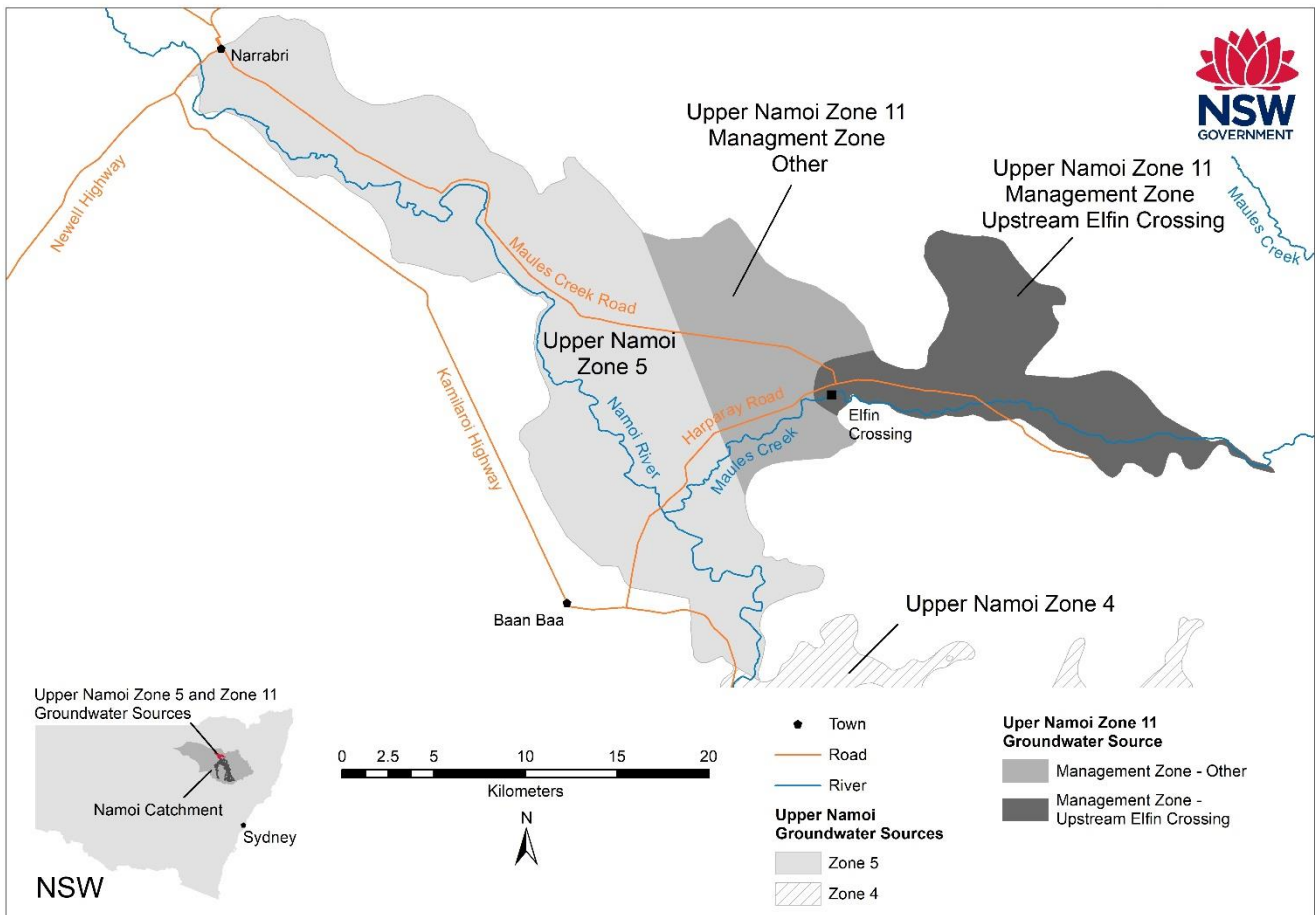 Narrabri
NSW
GOVERNMENT
Upper Namoi Zone 11
Managment Zone
Other
Upper Namoi Zone 11
Management Zone
Upstream Elfin Crossing
Maules Creek
Newell Highway
Maules Creek Road
Upper Namoi
Zone 5
Kamilaroi Highway
Namoi River
Harparay Road
Maules Creek
Elfin
Crossing
Baan Baa
Upper Namoi Zone 4
Upper Namoi Zone 5 and Zone 11
Groundwater Sources
Namoi Catchment
Sydney
NSW
0 2.5 5 10 15 20
Kilometers
N
Town
Road
River
Upper Namoi
Groundwater Sources
Zone 5
Zone 4
Uper Namoi Zone 11
Groundwater Source
Management Zone - Other
Management Zone -
Upstream Elfin Crossing